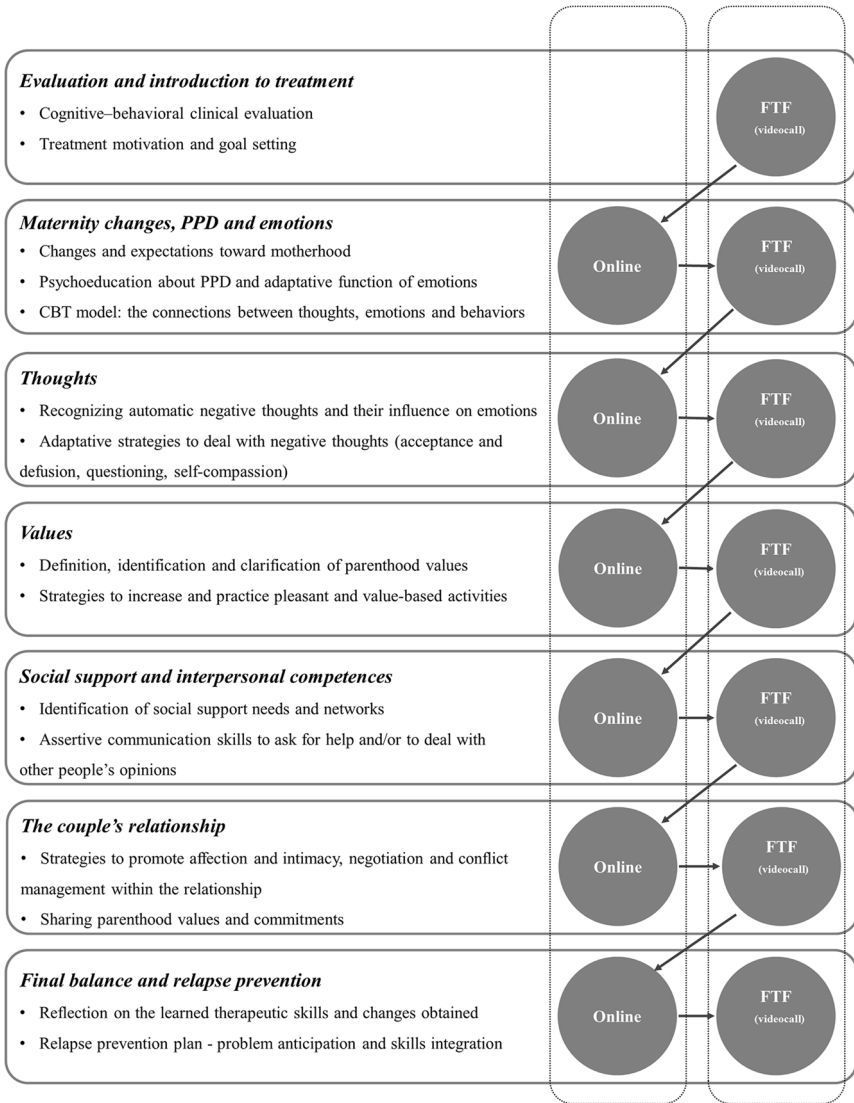 Evaluation and introduction to treatment
• Cognitive–behavioral clinical evaluation
• Treatment motivation and goal setting
FTF
(videocall)
Maternity changes, PPD and emotions
• Changes and expectations toward motherhood
• Psychoeducation about PPD and adaptative function of emotions
• CBT model: the connections between thoughts, emotions and behaviors
Online
FTF
(videocall)
Thoughts
• Recognizing automatic negative thoughts and their influence on emotions
• Adaptative strategies to deal with negative thoughts (acceptance and
defusion, questioning, self-compassion)
Online
FTF
(videocall)
Values
• Definition, identification and clarification of parenthood values
• Strategies to increase and practice pleasant and value-based activities
Online
FTF
(videocall)
Social support and interpersonal competences
• Identification of social support needs and networks
• Assertive communication skills to ask for help and/or to deal with
other people’s opinions
Online
FTF
(videocall)
The couple’s relationship
• Strategies to promote affection and intimacy, negotiation and conflict
management within the relationship
• Sharing parenthood values and commitments
Online
FTF
(videocall)
Final balance and relapse prevention
• Reflection on the learned therapeutic skills and changes obtained
• Relapse prevention plan - problem anticipation and skills integration
Online
FTF
(videocall)